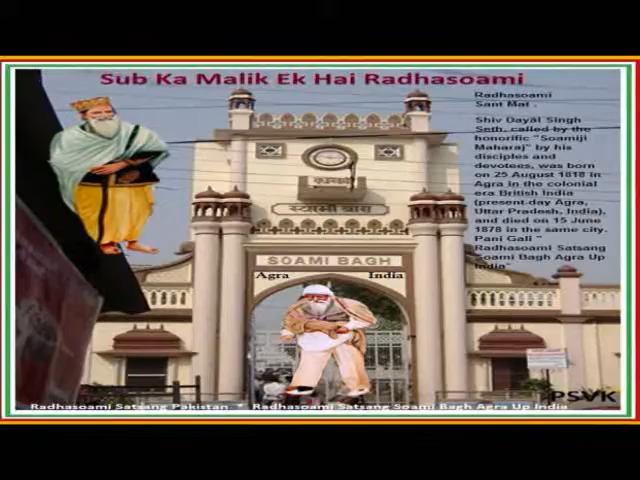 Sub Ka Malik Ek Hai Radhasoami
Radhasoami
Sant Mat .
Shiv Dayal Singh
Seth, called by the
honorific "Soamiji
Maharaj" by his
disciples and
devotees, was born
on 25 August 1818 in
Agra in the colonial
era British India
(present-day Agra,
Uttar Pradesh, India),
and died on 15 June
1878 in the same city.
Pani Gali "
Radhasoami Satsang
Soami Bagh Agra Up
India"
स्वामी बाग
SOAMI BAGH
Agra India
PSVK
Radhasoami Satsang Pakistan * Radhasoami Satsang Soami Bagh Agra Up India